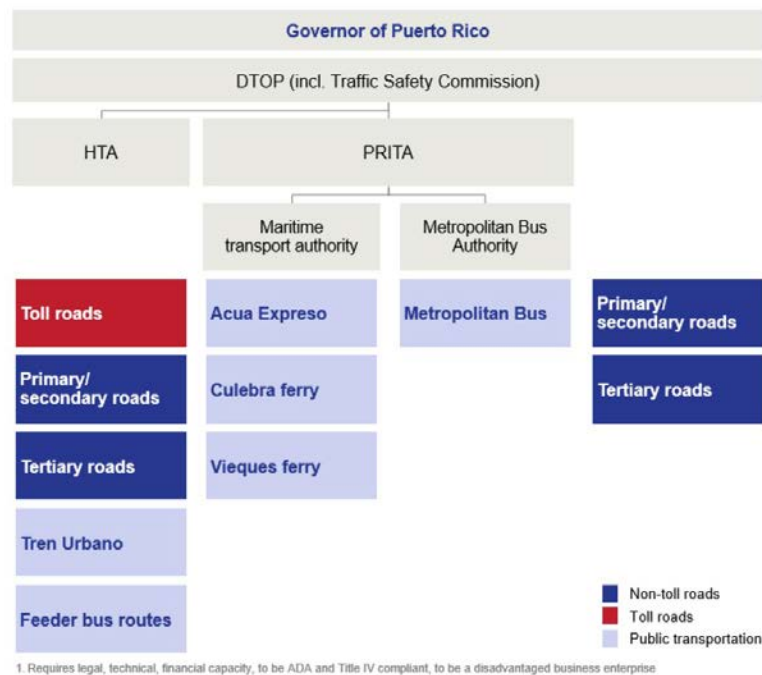 Governor of Puerto Rico
DTOP (incl. Traffic Safety Commission)
HTA
PRITA
Maritime
transport authority
Metropolitan Bus
Authority
Toll roads
Acua Expreso
Metropolitan Bus
Primary/
secondary roads
Primary/
secondary roads
Culebra ferry
Tertiary roads
Tertiary roads
Vieques ferry
Tren Urbano
Feeder bus routes
Non-toll roads
Toll roads
Public transportation
1. Requires legal, technical, financial capacity, to be ADA and Title IV compliant, to be a disadvantaged business enterprise